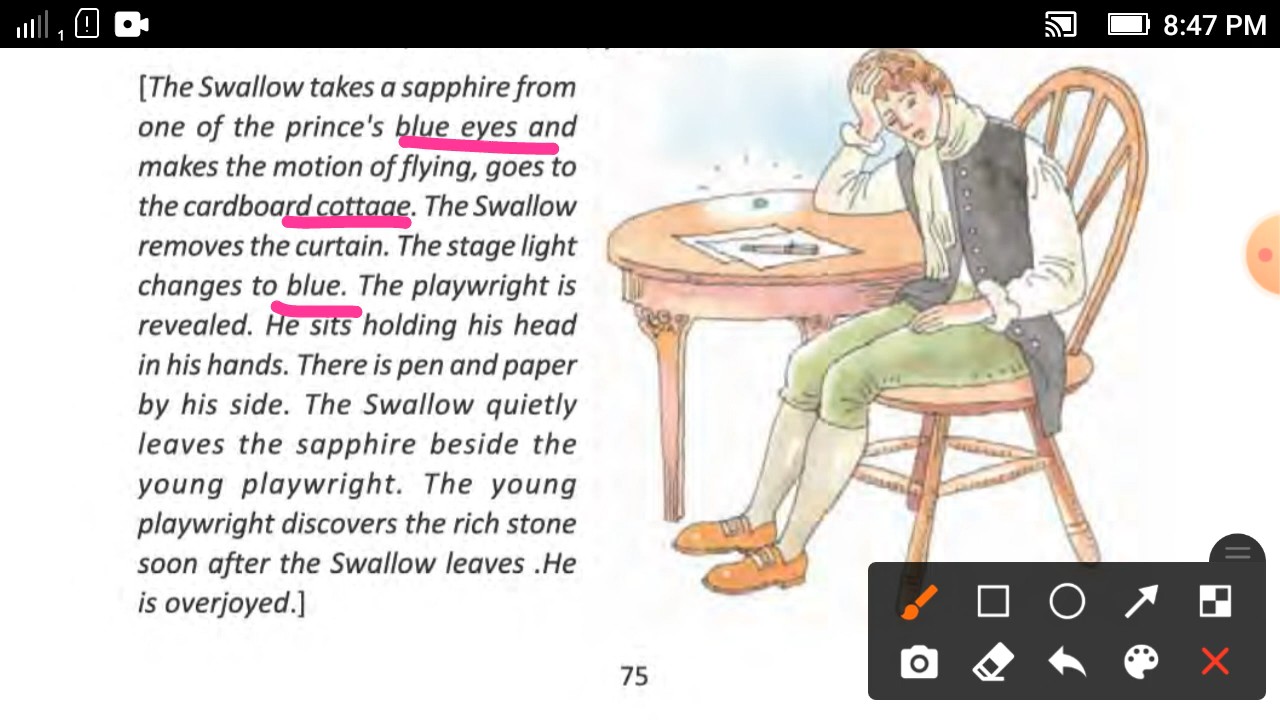 1
8:47 PM
[The Swallow takes a sapphire from
one of the prince's blue eyes and
makes the motion of flying, goes to
the cardboard cottage. The Swallow
removes the curtain. The stage light
changes to blue. The playwright is
revealed. He sits holding his head
in his hands. There is pen and paper
by his side. The Swallow quietly
leaves the sapphire beside the
young playwright. The young
playwright discovers the rich stone
soon after the Swallow leaves .He
is overjoyed.]
75